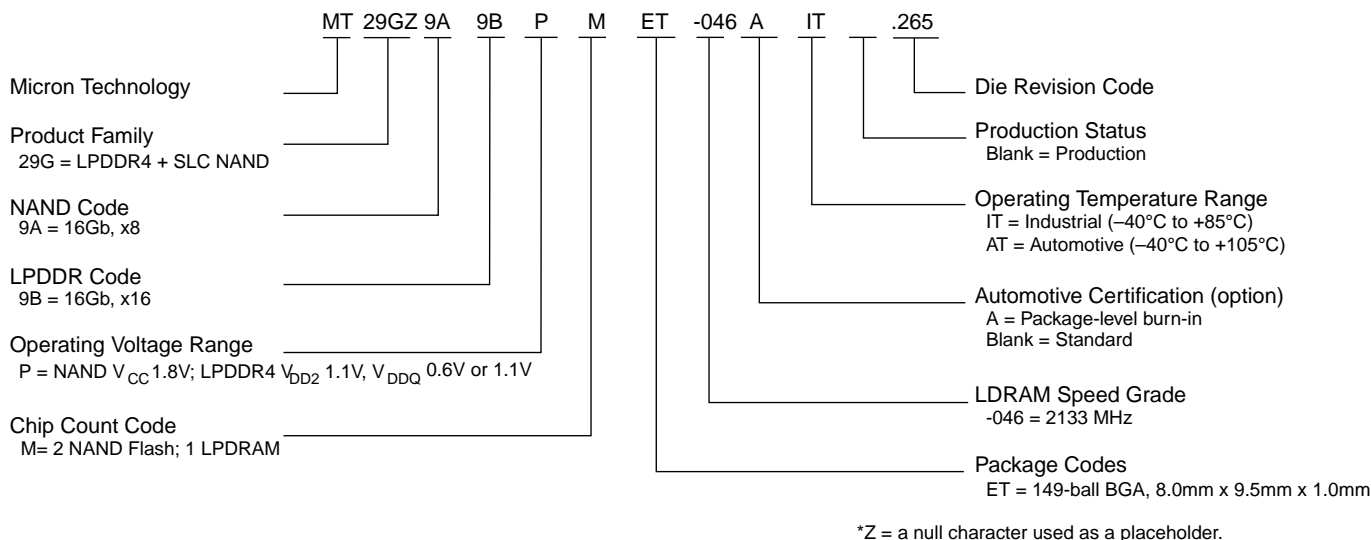 MT 29GZ 9A 9B P M ET -046 A IT .265
Micron Technology
Product Family
29G = LPDDR4 + SLC NAND
NAND Code
9A = 16Gb, x8
LPDDR Code
9B = 16Gb, x16
Operating Voltage Range
P = NAND VCC 1.8V; LPDDR4 VDD2 1.1V, VDDQ 0.6V or 1.1V
Chip Count Code
M= 2 NAND Flash; 1 LPDRAM
Die Revision Code
Production Status
Blank = Production
Operating Temperature Range
IT = Industrial (–40°C to +85°C)
AT = Automotive (–40°C to +105°C)
Automotive Certification (option)
A = Package-level burn-in
Blank = Standard
LDRAM Speed Grade
-046 = 2133 MHz
Package Codes
ET = 149-ball BGA, 8.0mm x 9.5mm x 1.0mm
*Z = a null character used as a placeholder.